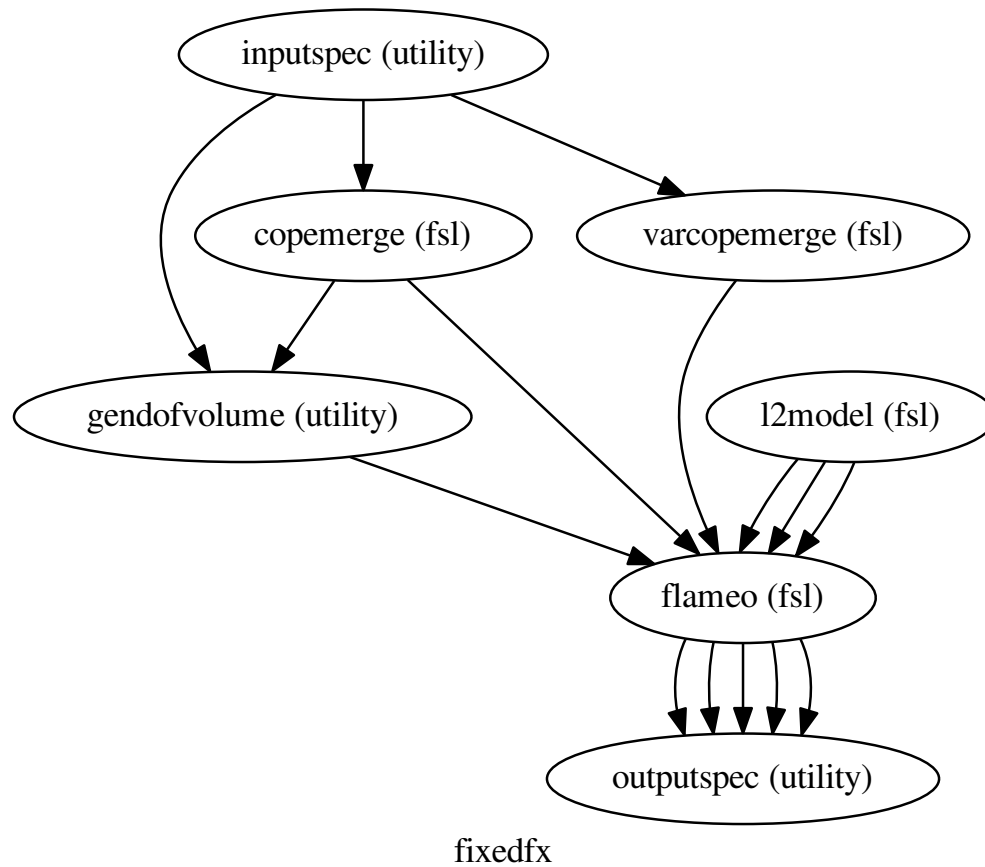 inputspec (utility)
copemerge (fsl)
varcopemerge (fsl)
gendofvolume (utility)
l2model (fsl)
flameo (fsl)
outputspec (utility)
fixedfx